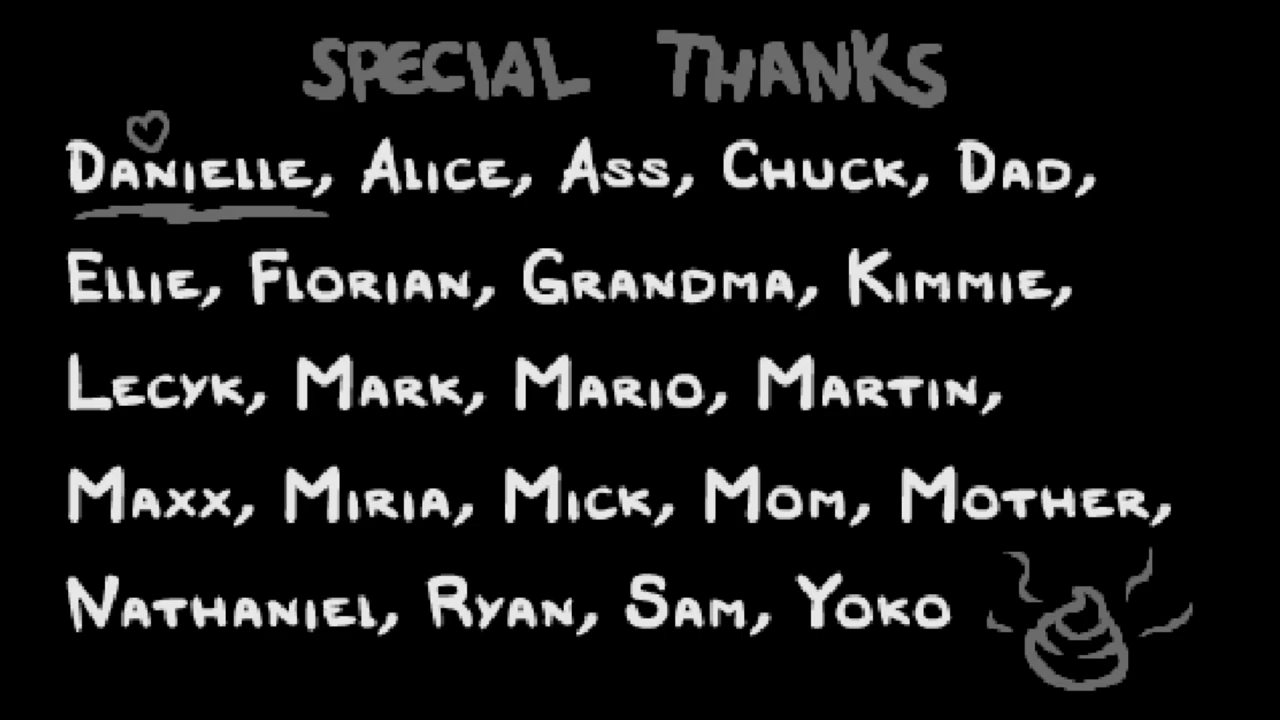 SPECIAL THANKS
DANIELLE, ALICE, ASS, CHUCK, DAD,
ELLIE, FLORIAN, GRANDMA, KIMMIE,
LECYK, MARK, MARIO, MARTIN,
MAXX, MIRIA, MICK, MOM, MOTHER,
NATHANIEL, RYAN, SAM, YOKO